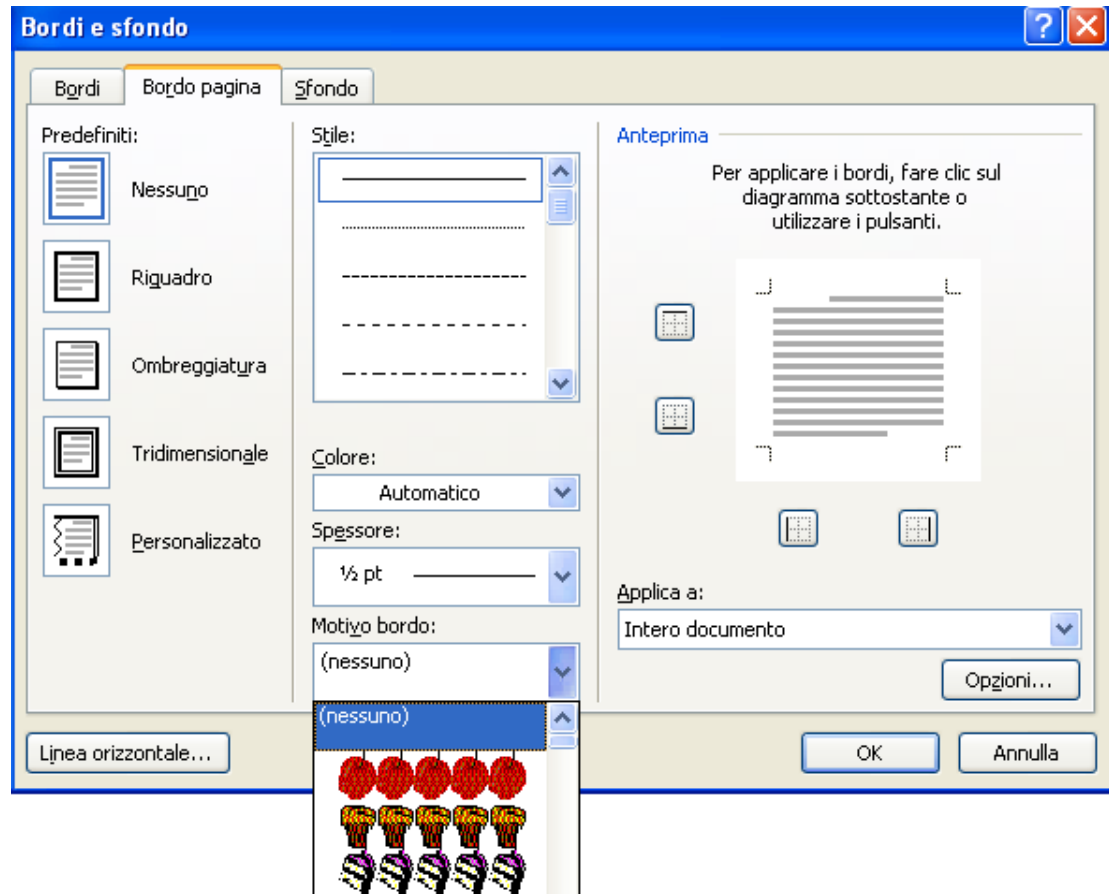 Bordi e sfondo
Bordi
Bordo pagina
Sfondo
Predefiniti:
Nessuno
Riquadro
Ombreggiatura
Tridimensionale
Personalizzato
Stile:
Colore:
Automatico
Spessore:
½ pt
Motivo bordo:
(nessuno)
(nessuno)
Anteprima
Per applicare i bordi, fare clic sul
diagramma sottostante o
utilizzare i pulsanti.
Applica a:
Intero documento
Opzioni...
Linea orizzontale...
OK
Annulla